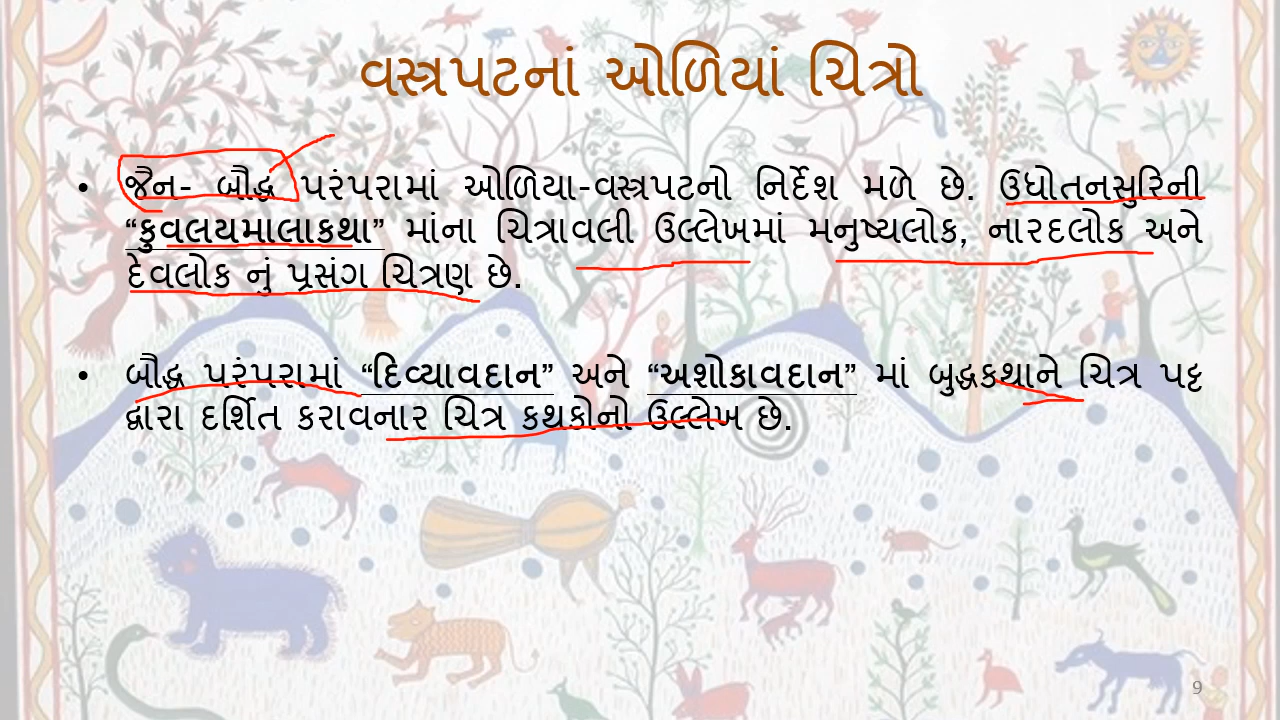 વસ્ત્રપટનાં ઓળિયાં ચિત્રો
• જૈન- બૌદ્ધ પરંપરામાં ઓળિયા-વસ્ત્રપટનો નિર્દેશ મળે છે. ઉધોતનસુરિની
“કુવલયમાલાકથા” માંના ચિત્રાવલી ઉલ્લેખમાં મનુષ્યલોક, નારદલોક અને
દેવલોક નું પ્રસંગ ચિત્રણ છે.
• બૌદ્ધ પરંપરામાં “દિવ્યાવદાન” અને “અશોકાવદાન” માં બુદ્ધકથાને ચિત્ર પટ્ટ
દ્વારા દર્શિત કરાવનાર ચિત્ર કથકોનો ઉલ્લેખ છે.
9